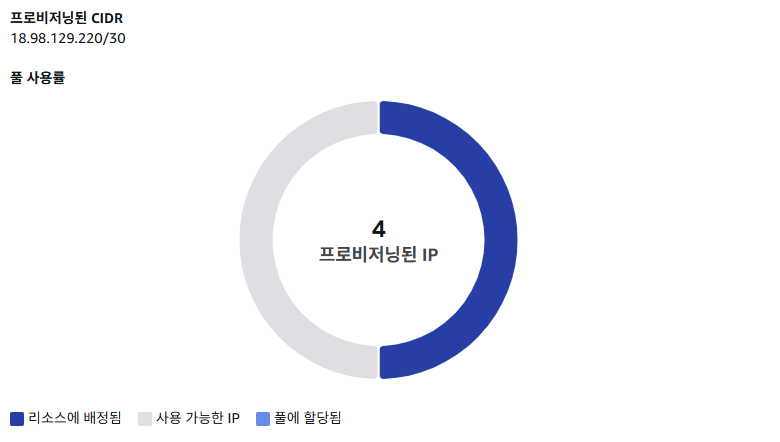 프로비저닝된 CIDR
18.98.129.220/30
풀 사용률
4
프로비저닝된 IP
리소스에 배정됨 사용 가능한 IP 풀에 할당됨